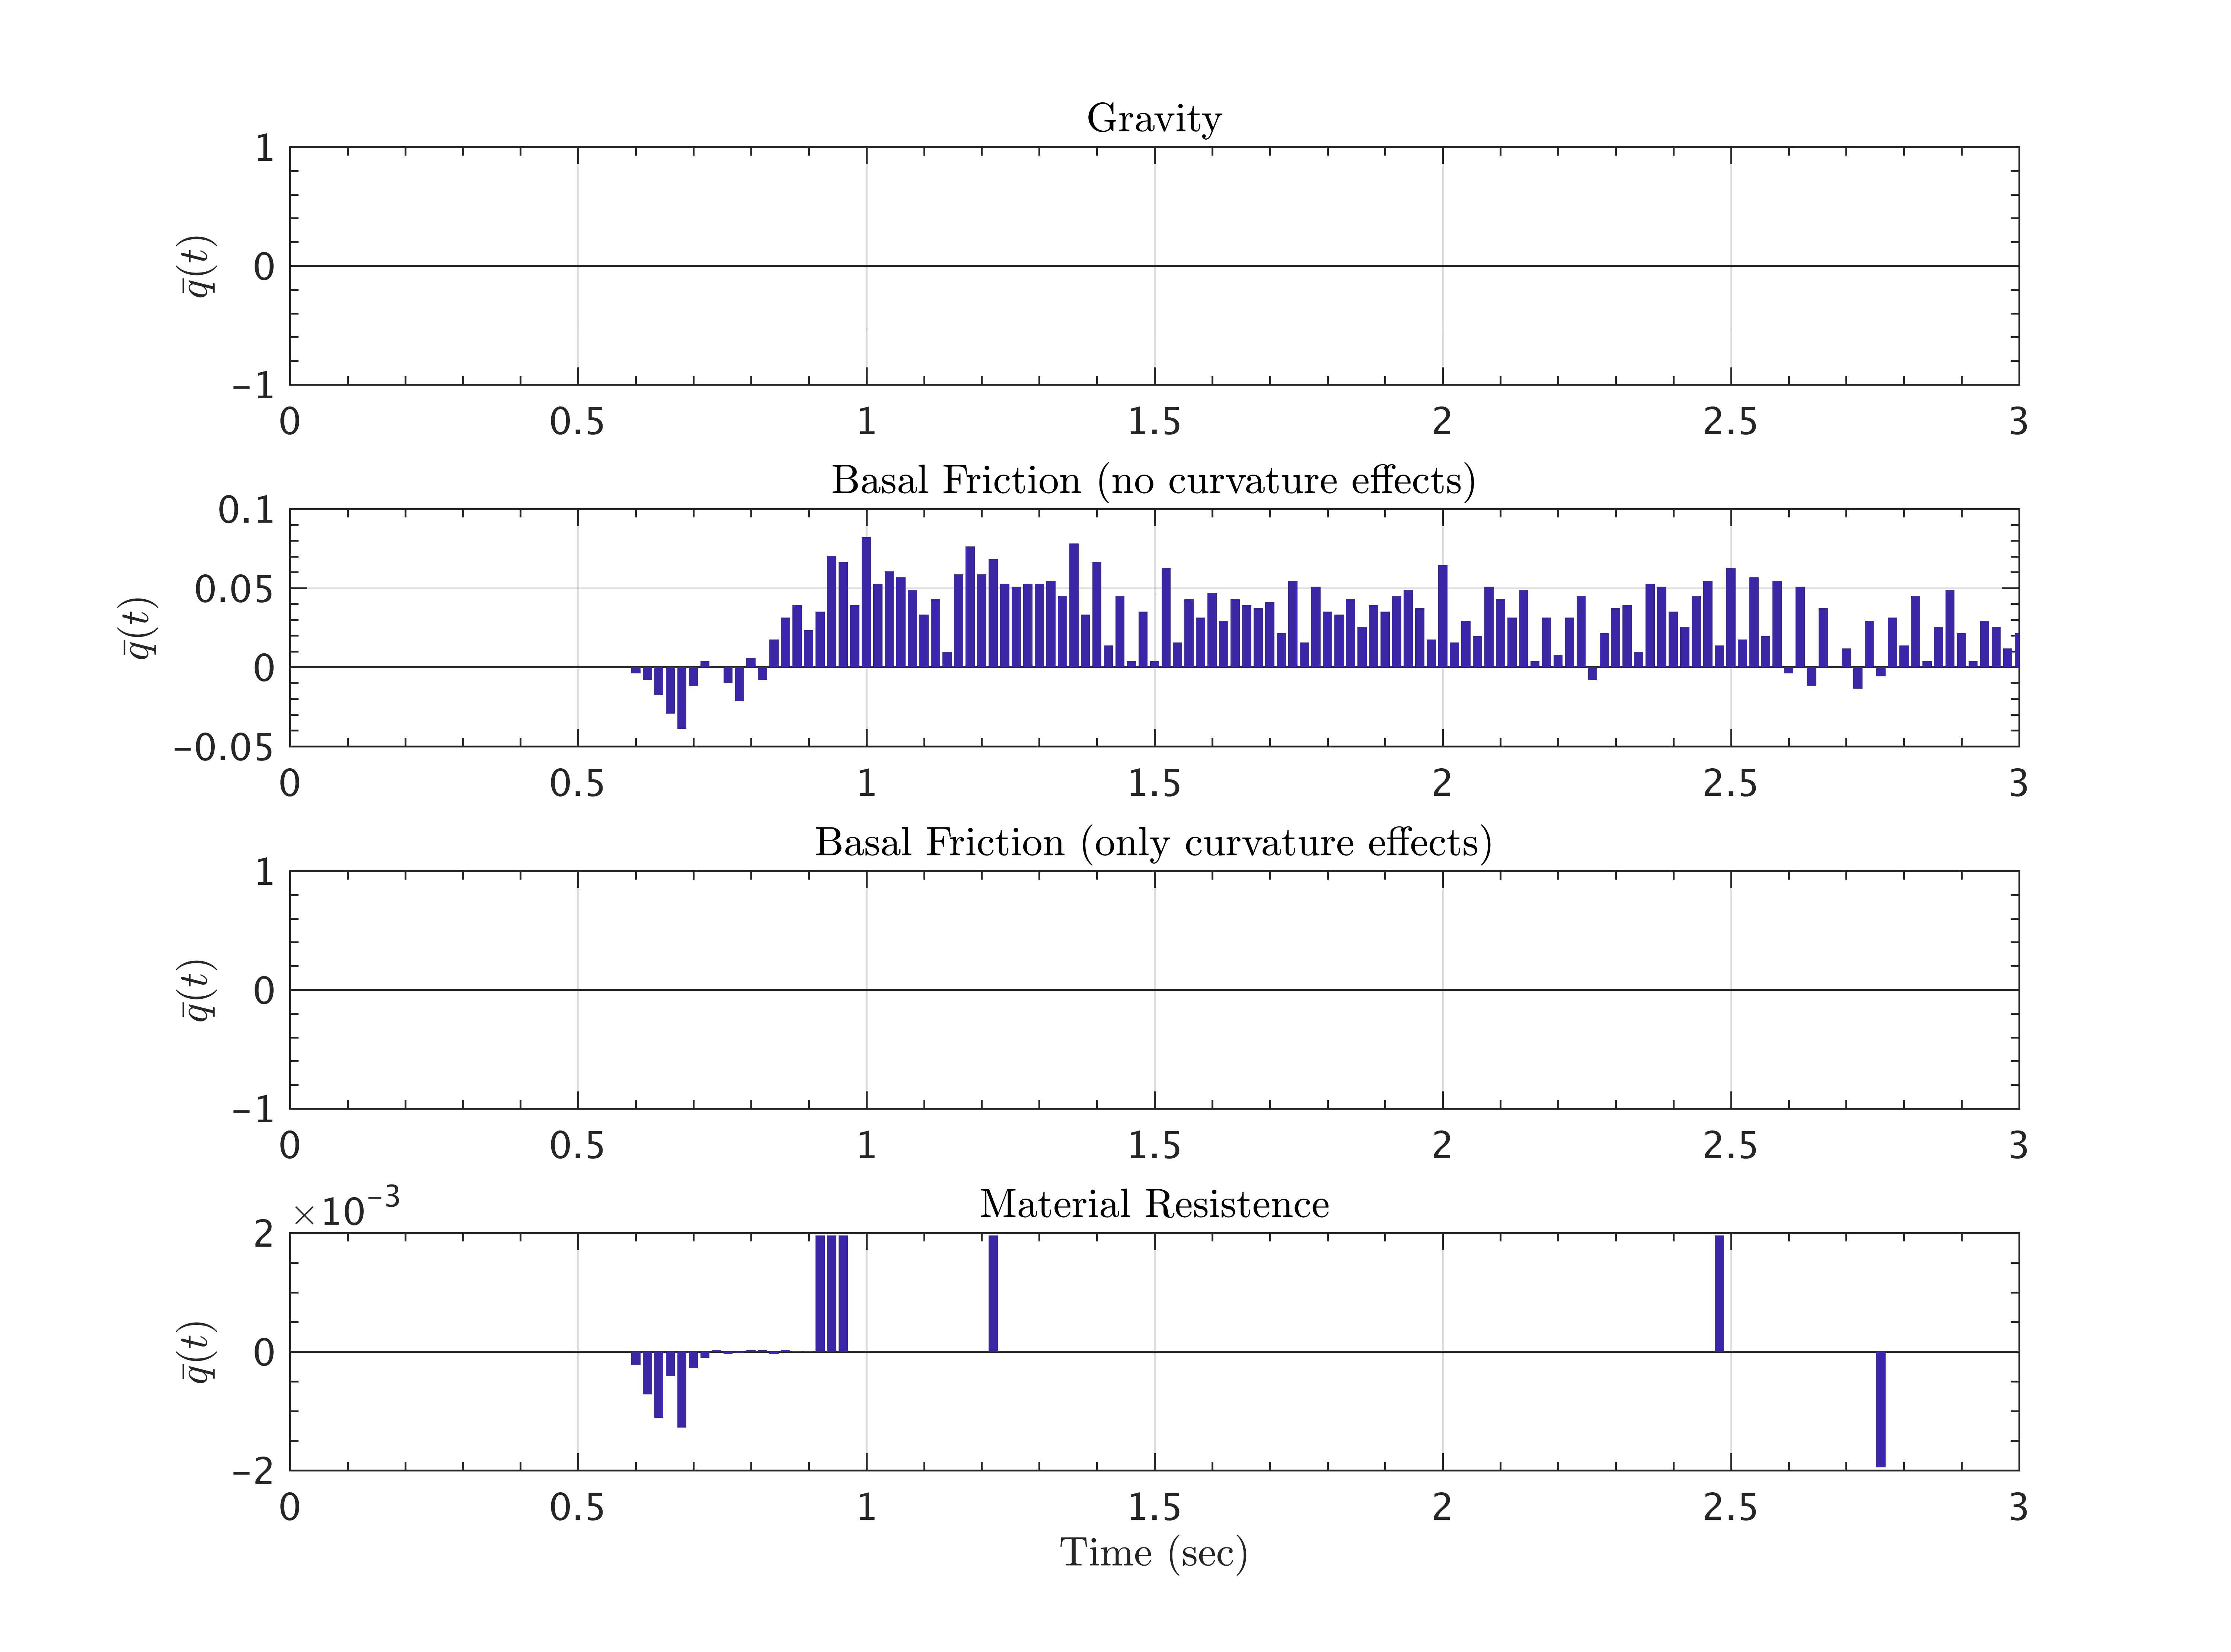 Gravity
1
0
−1
q̄(t)
0 0.5 1 1.5 2 2.5 3
Basal Friction (no curvature effects)
0.1
0.05
0
−0.05
q̄(t)
0 0.5 1 1.5 2 2.5 3
Basal Friction (only curvature effects)
1
0
−1
q̄(t)
0 0.5 1 1.5 2 2.5 3
Material Resistence
×10⁻³
2
0
−2
q̄(t)
0 0.5 1 1.5 2 2.5 3
Time (sec)